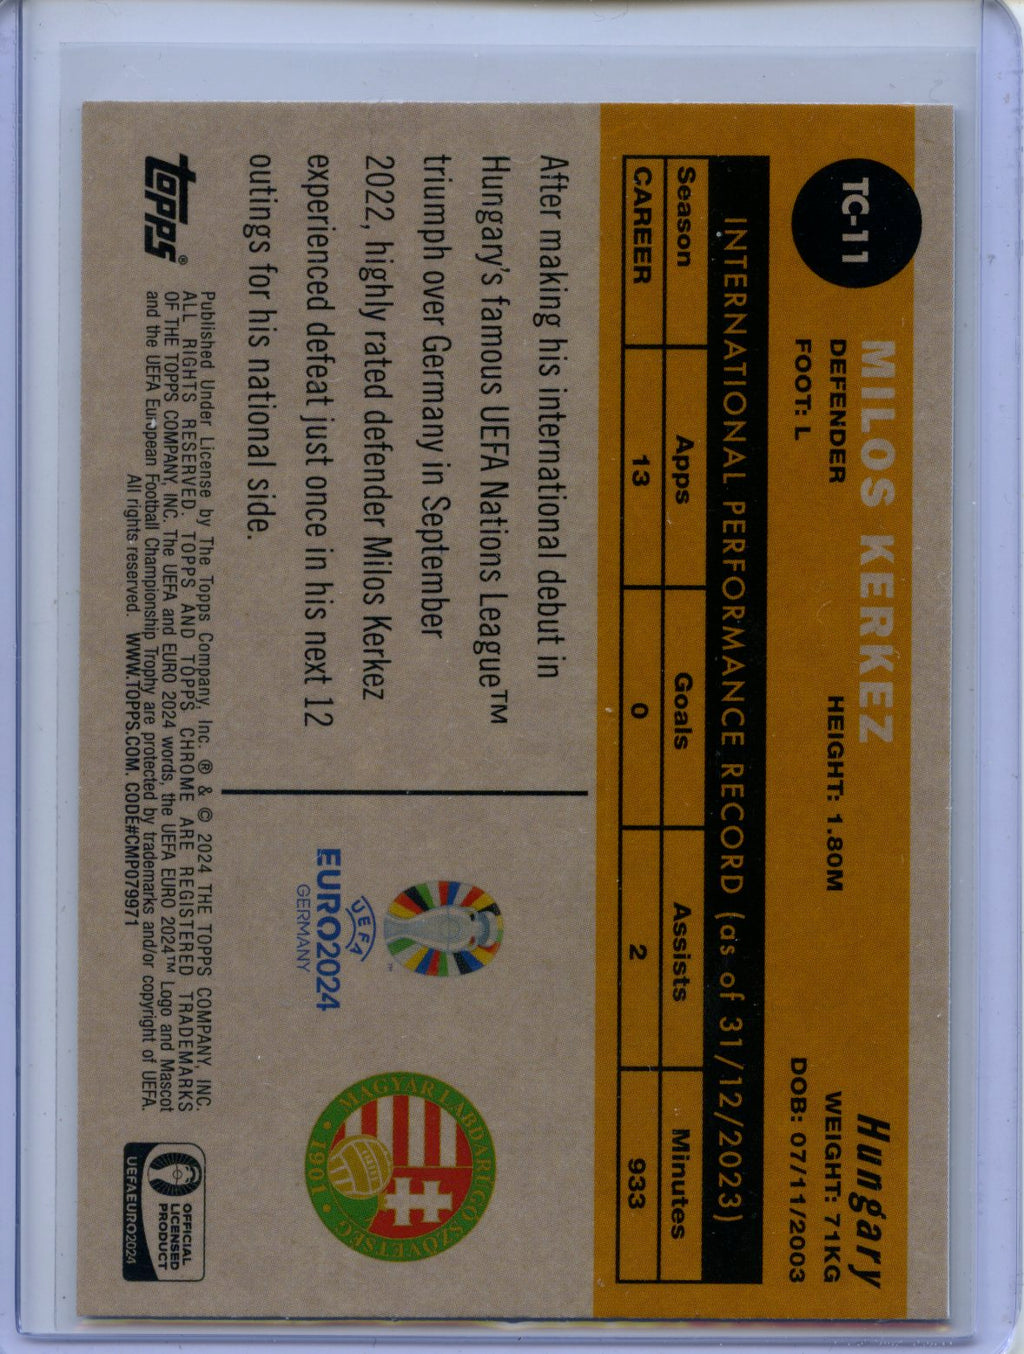 TC-11
MILOS KERKEZ
Hungary
DEFENDER
HEIGHT: 1.80M
WEIGHT: 71KG
FOOT: L
DOB: 07/11/2003
INTERNATIONAL PERFORMANCE RECORD (as of 31/12/2023)
Season Apps Goals Assists Minutes
CAREER 13 0 2 933
After making his international debut in
Hungary's famous UEFA Nations League™
triumph over Germany in September
2022, highly rated defender Milos Kerkez
experienced defeat just once in his next 12
outings for his national side.
UEFA
™
EURO2024
GERMANY
MAGYAR LABDARÚGÓ SZÖVETSÉG
• 1901 •
topps®
Published Under License by The Topps Company, Inc. ® & © 2024 THE TOPPS COMPANY, INC.
ALL RIGHTS RESERVED. TOPPS AND TOPPS CHROME ARE REGISTERED TRADEMARKS
OF THE TOPPS COMPANY, INC. The UEFA and EURO 2024 words, the UEFA EURO 2024™ Logo and Mascot
and the UEFA European Football Championship Trophy are protected by trademarks and/or copyright of UEFA.
All rights reserved. WWW.TOPPS.COM. CODE#CMP079971
OFFICIAL
LICENSED
PRODUCT
UEFAEURO2024